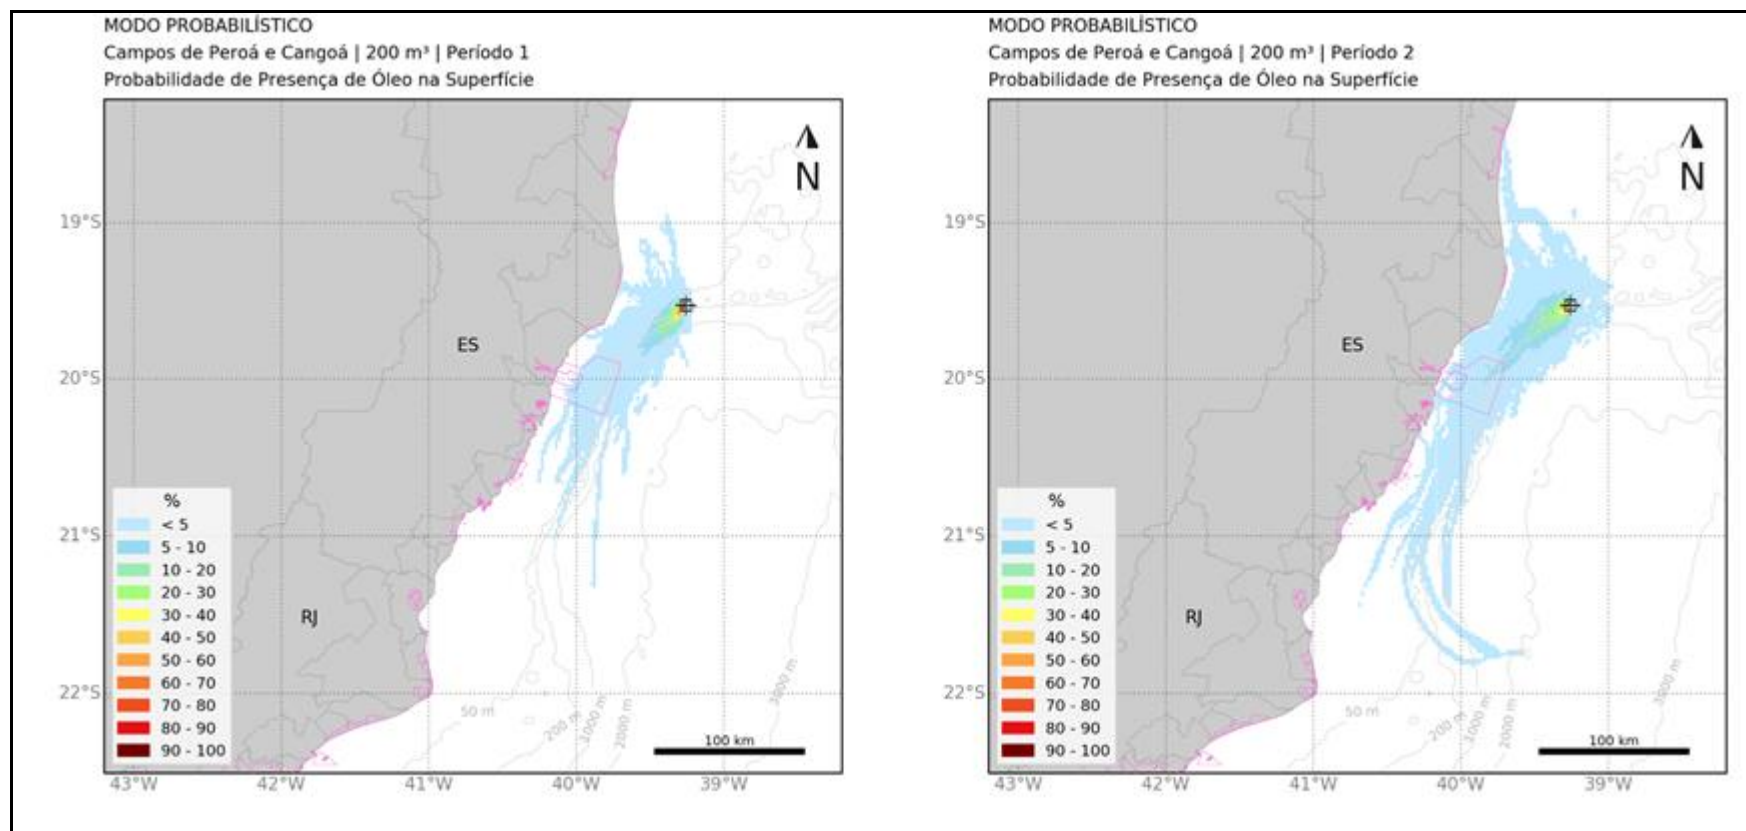 MODO PROBABILÍSTICO
Campos de Peroá e Cangoá | 200 m³ | Período 1
Probabilidade de Presença de Óleo na Superfície
N
19°S
20°S
21°S
22°S
ES
RJ
%
< 5
5 - 10
10 - 20
20 - 30
30 - 40
40 - 50
50 - 60
60 - 70
70 - 80
80 - 90
90 - 100
50 m
200 m
1000 m
2000 m
3000 m
100 km
43°W
42°W
41°W
40°W
39°W
MODO PROBABILÍSTICO
Campos de Peroá e Cangoá | 200 m³ | Período 2
Probabilidade de Presença de Óleo na Superfície
N
19°S
20°S
21°S
22°S
ES
RJ
%
< 5
5 - 10
10 - 20
20 - 30
30 - 40
40 - 50
50 - 60
60 - 70
70 - 80
80 - 90
90 - 100
50 m
200 m
1000 m
2000 m
3000 m
100 km
43°W
42°W
41°W
40°W
39°W